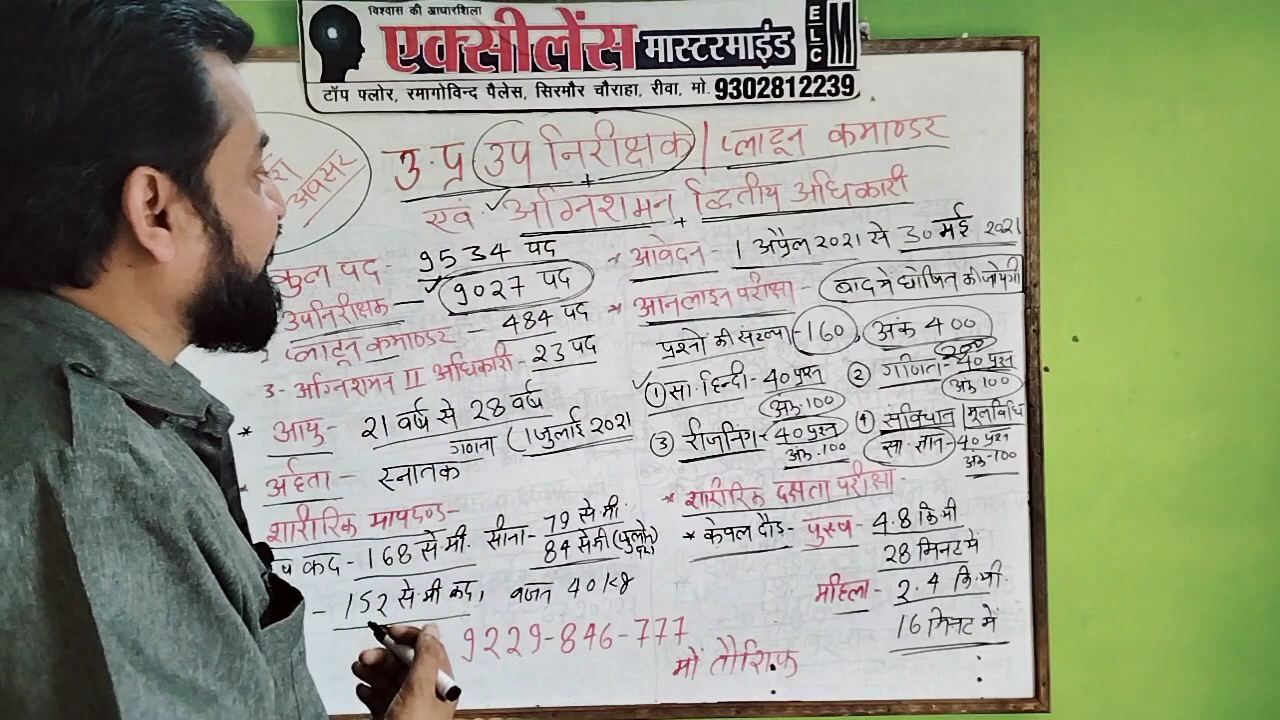 विश्वास की आधारशिला
एक्सीलेंस मास्टरमाइंड
ELC M
टॉप फ्लोर, रमागोविन्द पैलेस, सिरमौर चौराहा, रीवा, मो. 9302812239
अवसर
उ.प्र उप निरीक्षक / प्लाटून कमाण्डर
एवं अग्निशमन द्वितीय अधिकारी
कुल पद - 9534 पद
उपनिरीक्षक - 9027 पद
2 प्लाटून कमाण्डर - 484 पद
3 - अग्निशमन II अधिकारी - 23 पद
* आयु - 21 वर्ष से 28 वर्ष
गणना (1 जुलाई 2021
* अर्हता - स्नातक
शारीरिक मापदण्ड -
कद - 168 से.मी. सीना - 79 से.मी.
84 सेमी (फुलाने पर)
- 152 से.मी कद, वजन 40 kg
9229-846-777
मो तौशिफ
* आवेदन - 1 अप्रैल 2021 से 30 मई 2021
* आनलाइन परीक्षा - बाद मे घोषित की जायेगी
प्रश्नों की संख्या - 160, अंक 400
✓ ① सा. हिन्दी - 40 प्रश्न
अंक. 100
② गणित - 40 प्रश्न
अंक 100
③ रीजनिंग - 40 प्रश्न
अंक. 100
④ संविधान / मूलविधि
सा. ज्ञान - 40 प्रश्न
अंक - 100
* शारीरिक दक्षता परीक्षा -
* केवल दौड़ - पुरूष - 4.8 कि.मी
28 मिनट में
महिला - 2.4 कि.मी.
16 मिनट में